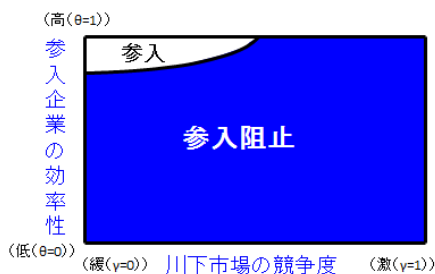 (高(θ=1))
参入企業の効率性
参入
参入阻止
(低(θ=0))
(緩(γ=0)) 川下市場の競争度 (激(γ=1))